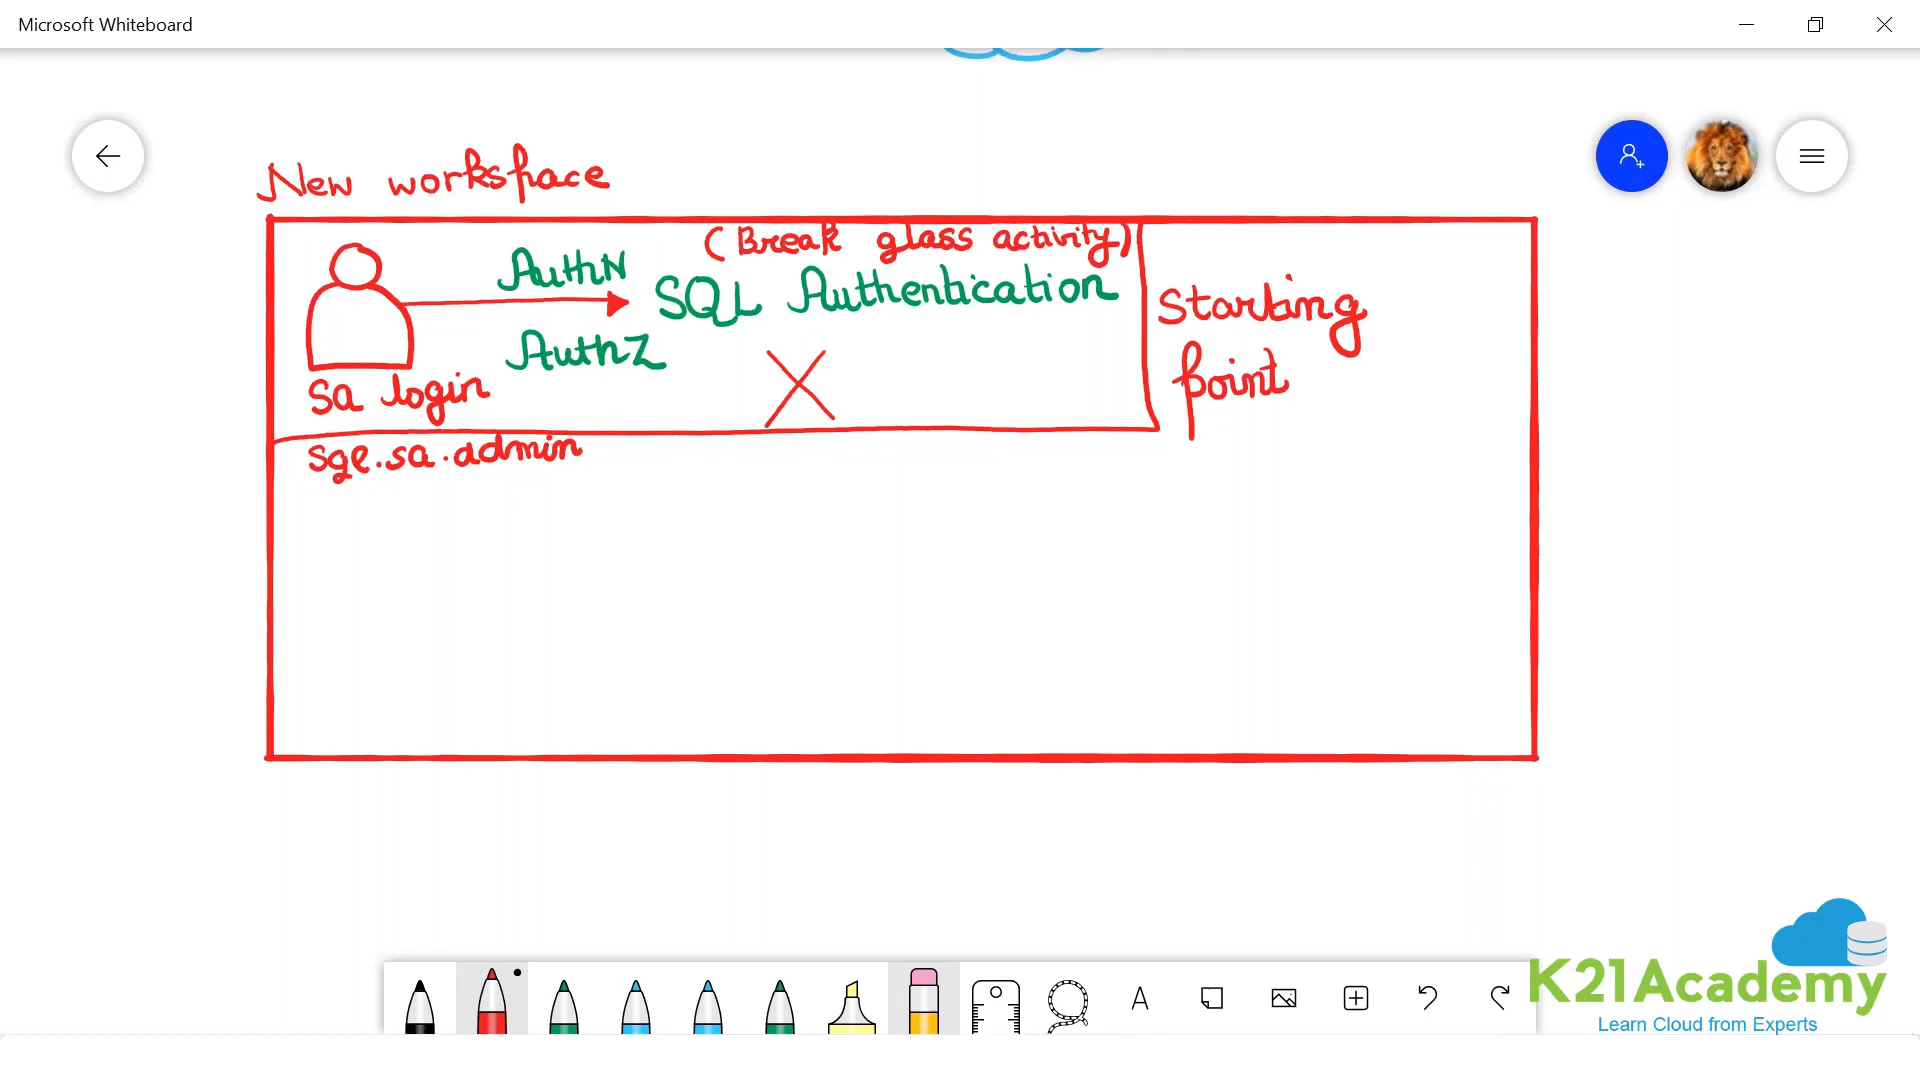 Microsoft Whiteboard
New workspace
(Break glass activity)
AuthN
SQL Authentication
Starting
point
AuthZ
Sa login
sqe.sa.admin
A
K21Academy
Learn Cloud from Experts